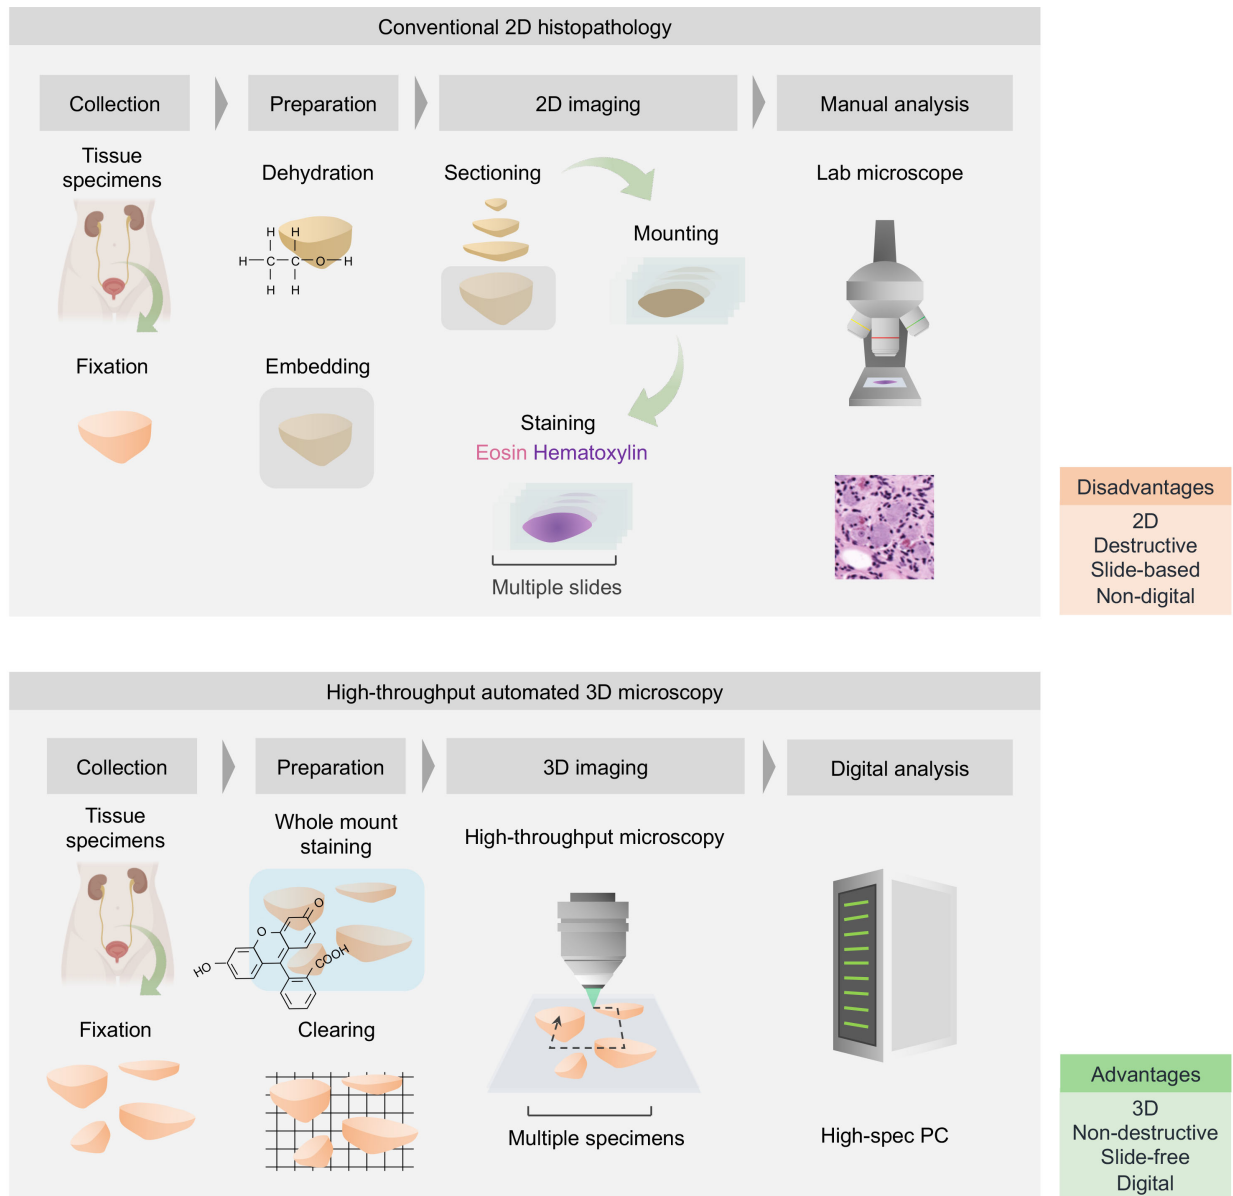 Conventional 2D histopathology
Collection
Preparation
2D imaging
Manual analysis
Tissue
specimens
Dehydration
Sectioning
Lab microscope
Mounting
H H
H C C O H
H H
Fixation
Embedding
Staining
Eosin Hematoxylin
Multiple slides
Disadvantages
2D
Destructive
Slide-based
Non-digital
High-throughput automated 3D microscopy
Collection
Preparation
3D imaging
Digital analysis
Tissue
specimens
Whole mount
staining
High-throughput microscopy
O
O
HO
COOH
Fixation
Clearing
Multiple specimens
High-spec PC
Advantages
3D
Non-destructive
Slide-free
Digital